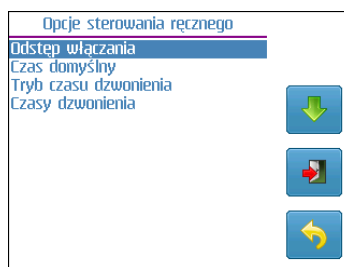 Opcje sterowania ręcznego
Odstęp włączania
Czas domyślny
Tryb czasu dzwonienia
Czasy dzwonienia